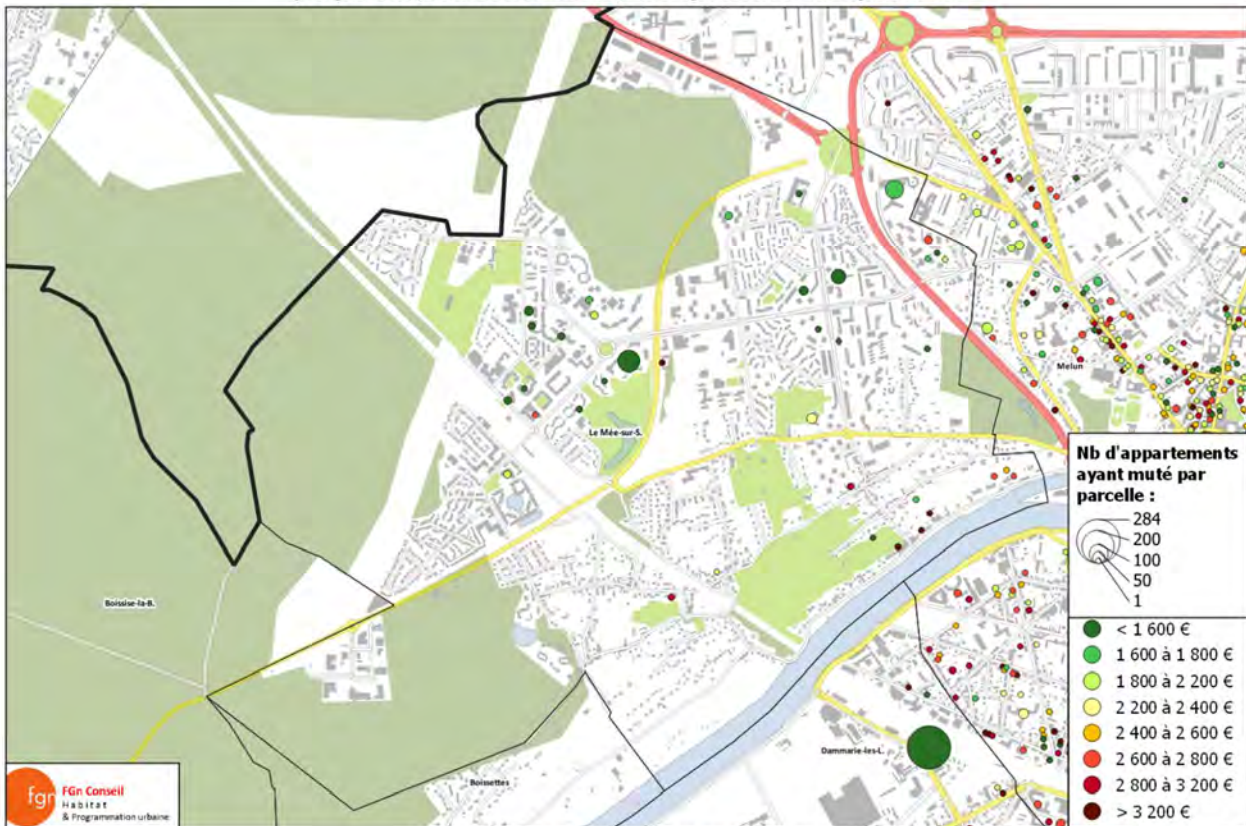 Melun
Le Mée-sur-S.
Boissise-la-B.
Dammarie-les-L.
Boissettes
Nb d'appartements
ayant muté par
parcelle :
284
200
100
50
1
< 1 600 €
1 600 à 1 800 €
1 800 à 2 200 €
2 200 à 2 400 €
2 400 à 2 600 €
2 600 à 2 800 €
2 800 à 3 200 €
> 3 200 €
fgn
FGn Conseil
Habitat
& Programmation urbaine